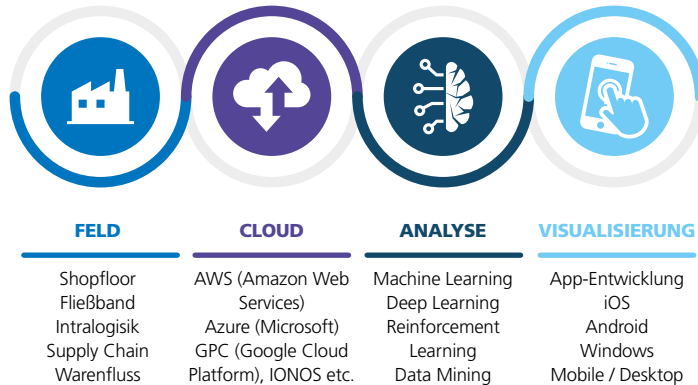 FELD
Shopfloor
Fließband
Intralogisik
Supply Chain
Warenfluss
CLOUD
AWS (Amazon Web
Services)
Azure (Microsoft)
GPC (Google Cloud
Platform), IONOS etc.
ANALYSE
Machine Learning
Deep Learning
Reinforcement
Learning
Data Mining
VISUALISIERUNG
App-Entwicklung
iOS
Android
Windows
Mobile / Desktop